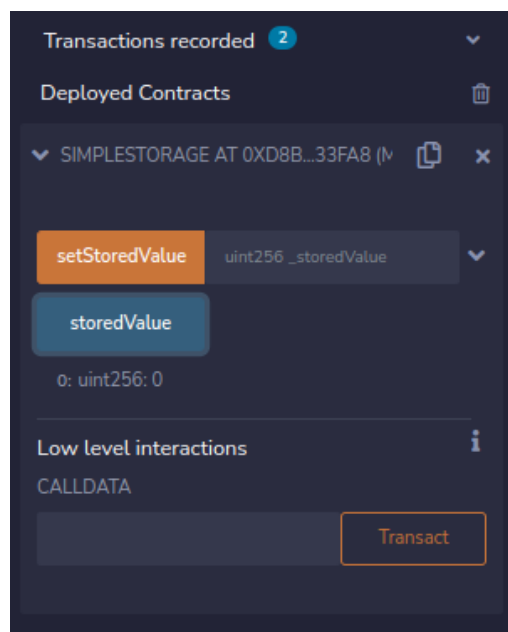 Transactions recorded 2
Deployed Contracts
SIMPLESTORAGE AT 0XD8B...33FA8 (M
setStoredValue uint256 _storedValue
storedValue
0: uint256: 0
Low level interactions i
CALLDATA
Transact